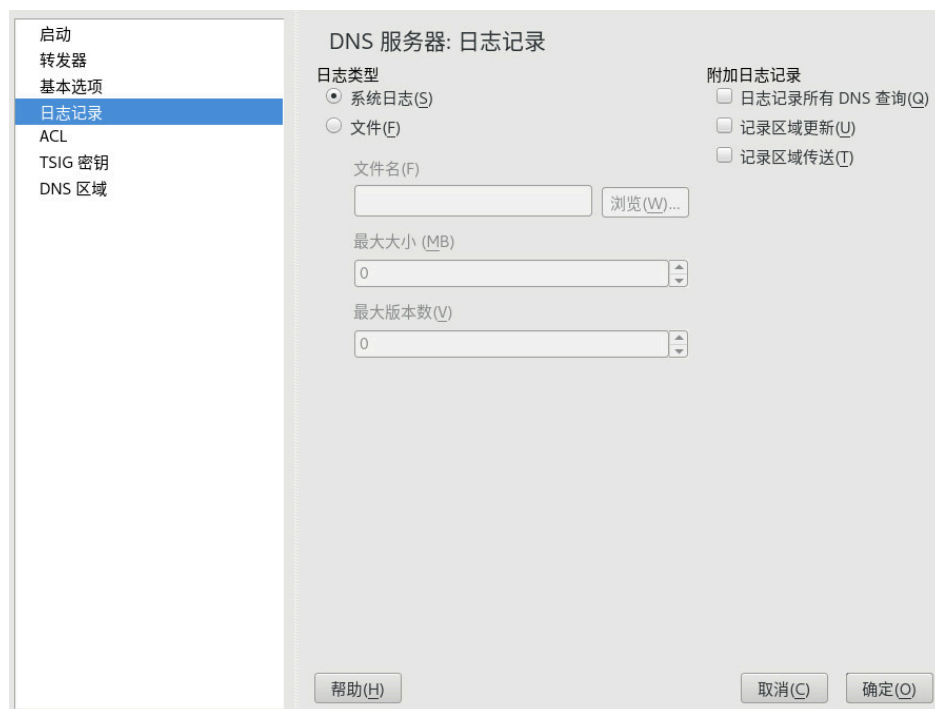 启动
转发器
基本选项
日志记录
ACL
TSIG 密钥
DNS 区域
DNS 服务器: 日志记录
日志类型
系统日志(S)
文件(F)
文件名(F)
浏览(W)...
最大大小 (MB)
0
最大版本数(V)
0
附加日志记录
日志记录所有 DNS 查询(Q)
记录区域更新(U)
记录区域传送(T)
帮助(H)
取消(C)
确定(O)